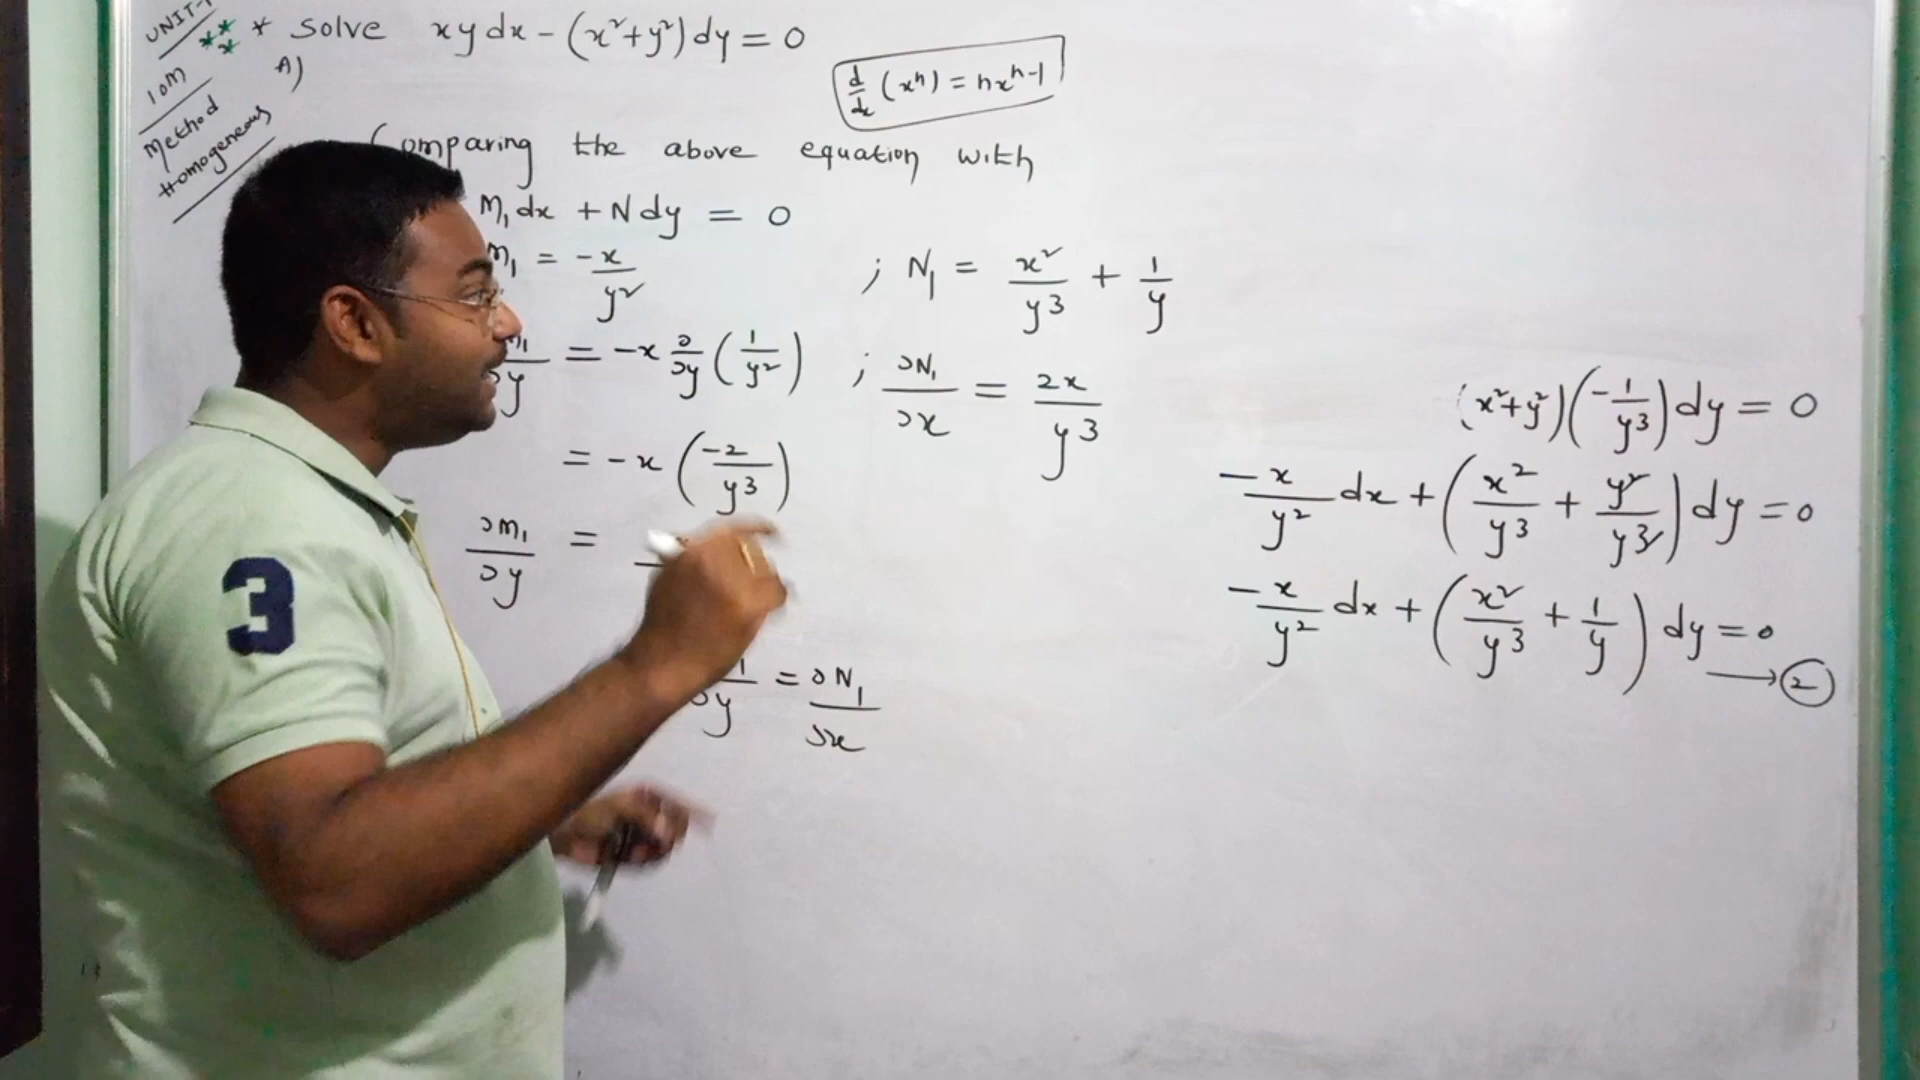 UNIT-1
* solve xy dx - (x²+y²) dy = 0
10M
A)
d/dx (xⁿ) = nxⁿ⁻¹
Method
Homogeneous
Comparing the above equation with
M₁dx + Ndy = 0
M₁ = -x/y² ; N₁ = x²/y³ + 1/y
∂y = -x ∂/∂y (1/y²) ; ∂N₁/∂x = 2x/y³
= -x (-2/y³)
∂M₁/∂y =
∂y = ∂N₁/∂x
(x²+y²)(-1/y³)dy = 0
-x/y² dx + (x²/y³ + y²/y³) dy = 0
-x/y² dx + (x²/y³ + 1/y) dy = 0
→ 2
3